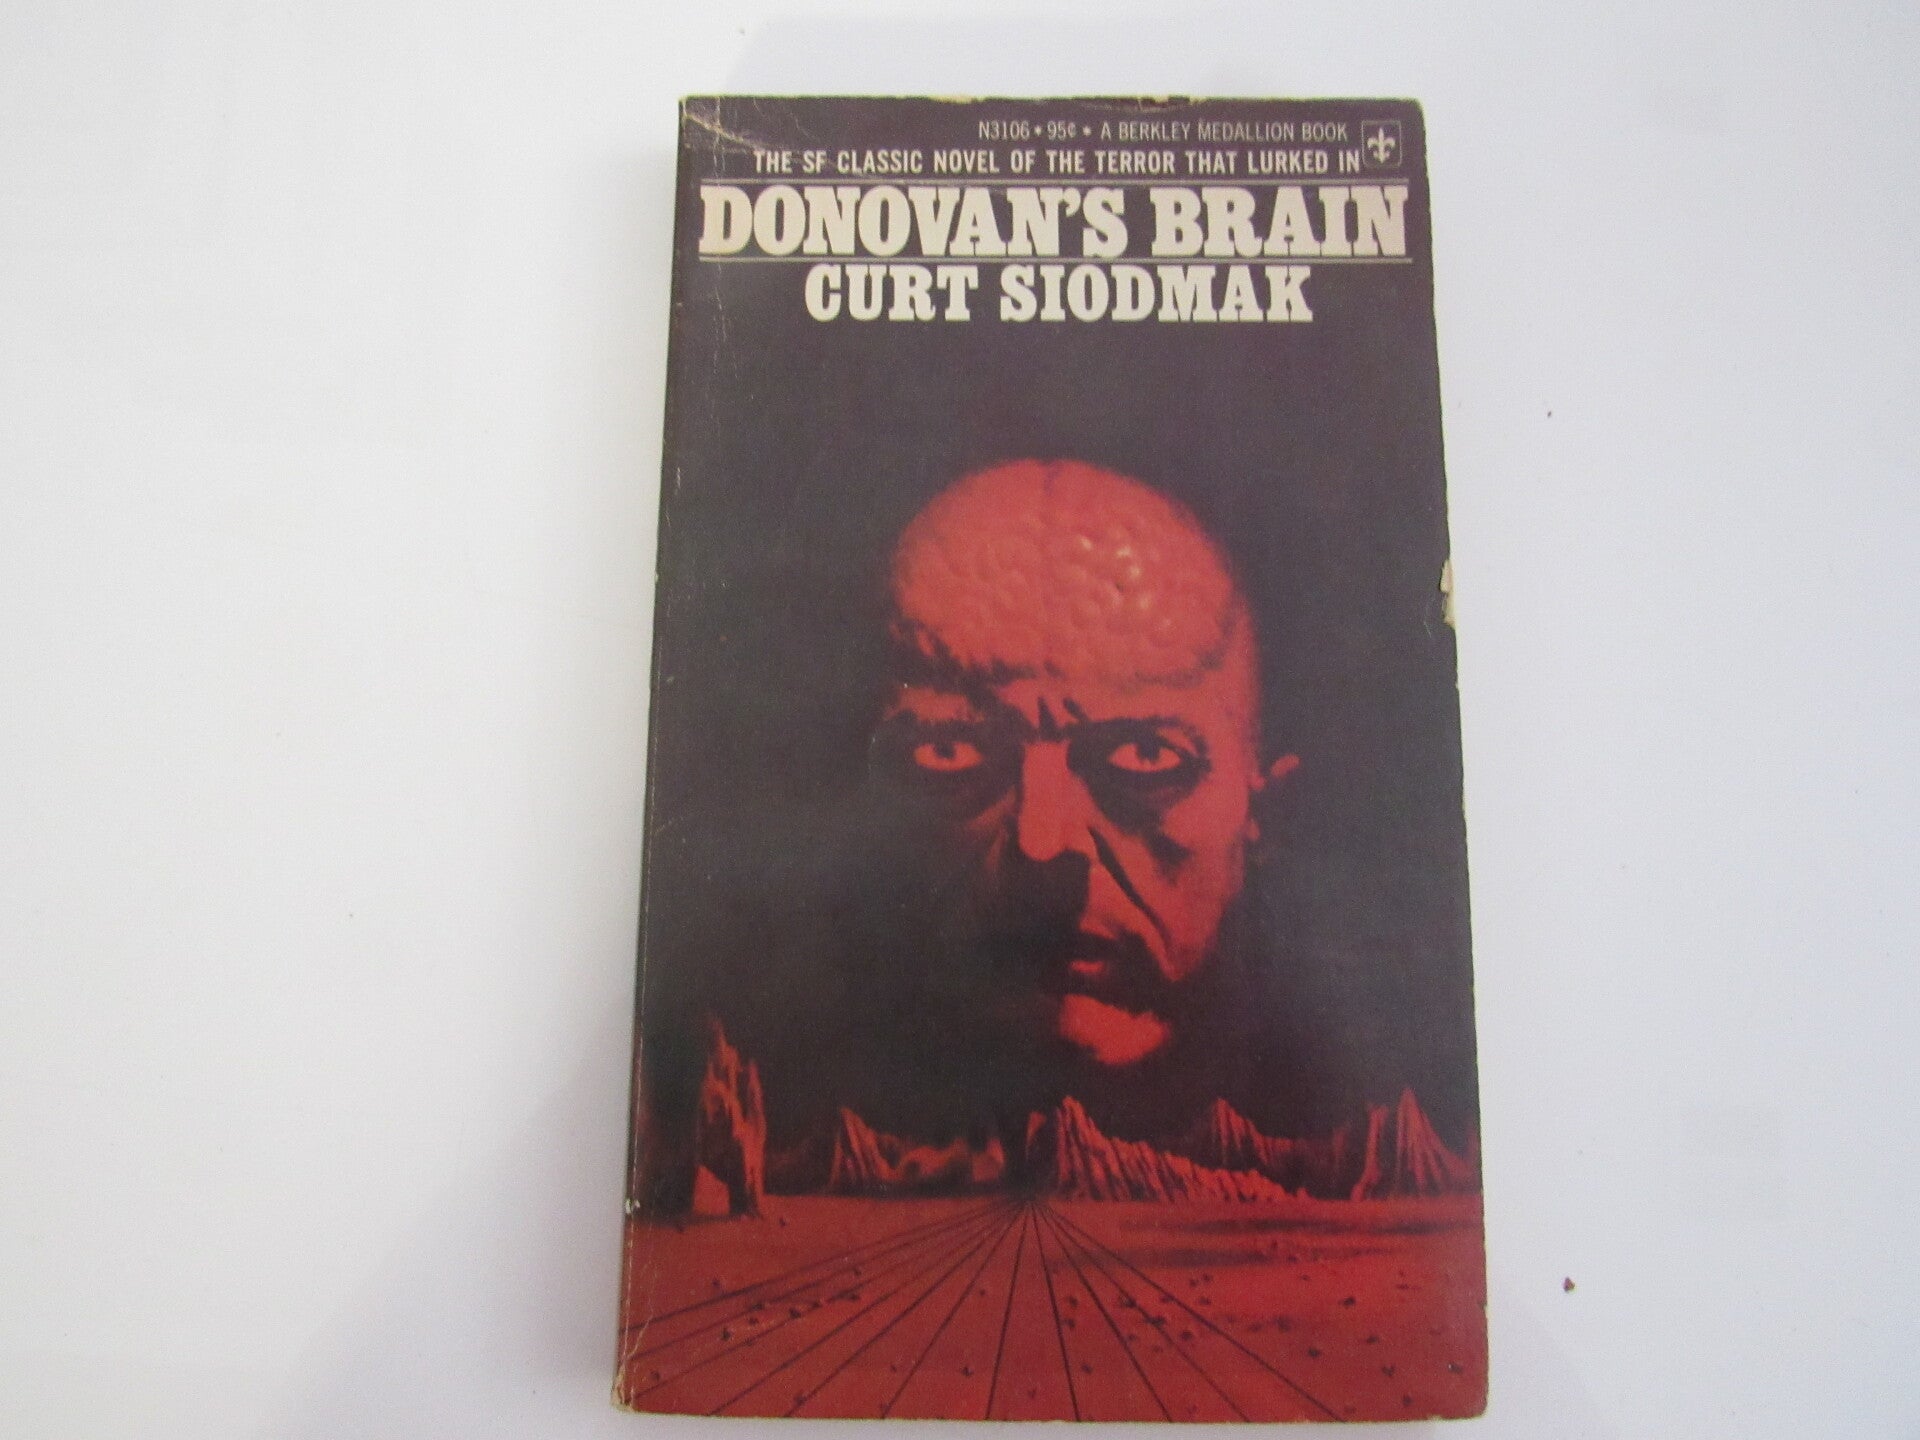 N3106 • 95¢ • A BERKLEY MEDALLION BOOK
THE SF CLASSIC NOVEL OF THE TERROR THAT LURKED IN
DONOVAN'S BRAIN
CURT SIODMAK